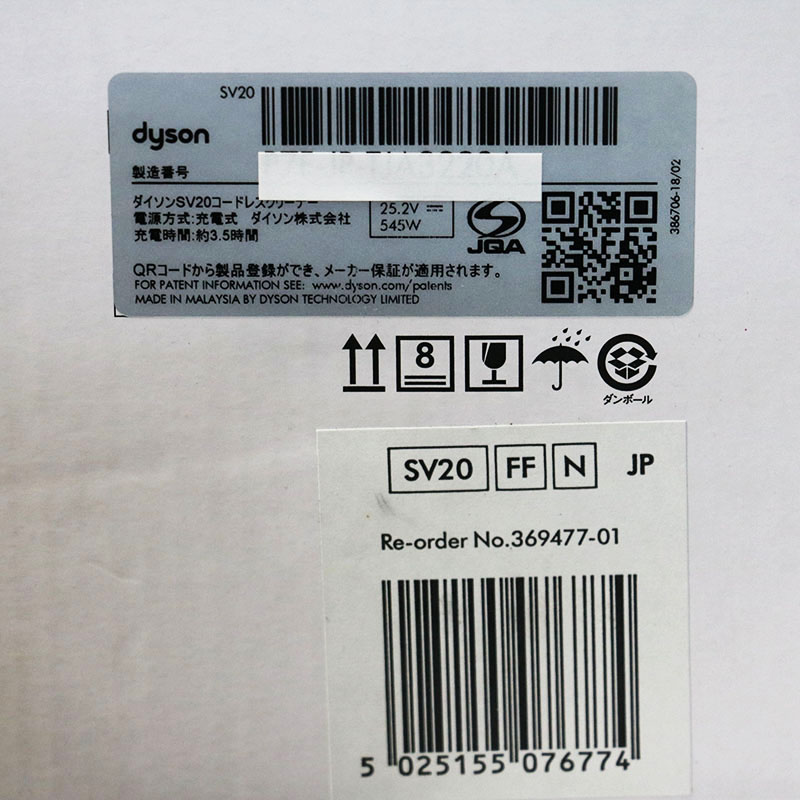 SV20
dyson
製造番号
ダイソンSV20コードレスクリーナー
電源方式:充電式 ダイソン株式会社
充電時間:約3.5時間
25.2V ⎓
545W
JQA
386706-18/02
QRコードから製品登録ができ、メーカー保証が適用されます。
FOR PATENT INFORMATION SEE: www.dyson.com/patents
MADE IN MALAYSIA BY DYSON TECHNOLOGY LIMITED
8
ダンボール
SV20 FF N JP
Re-order No.369477-01
5 025155 076774